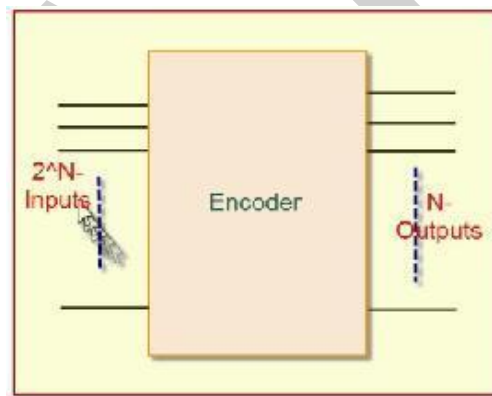 2^N-
Inputs
Encoder
N-
Outputs